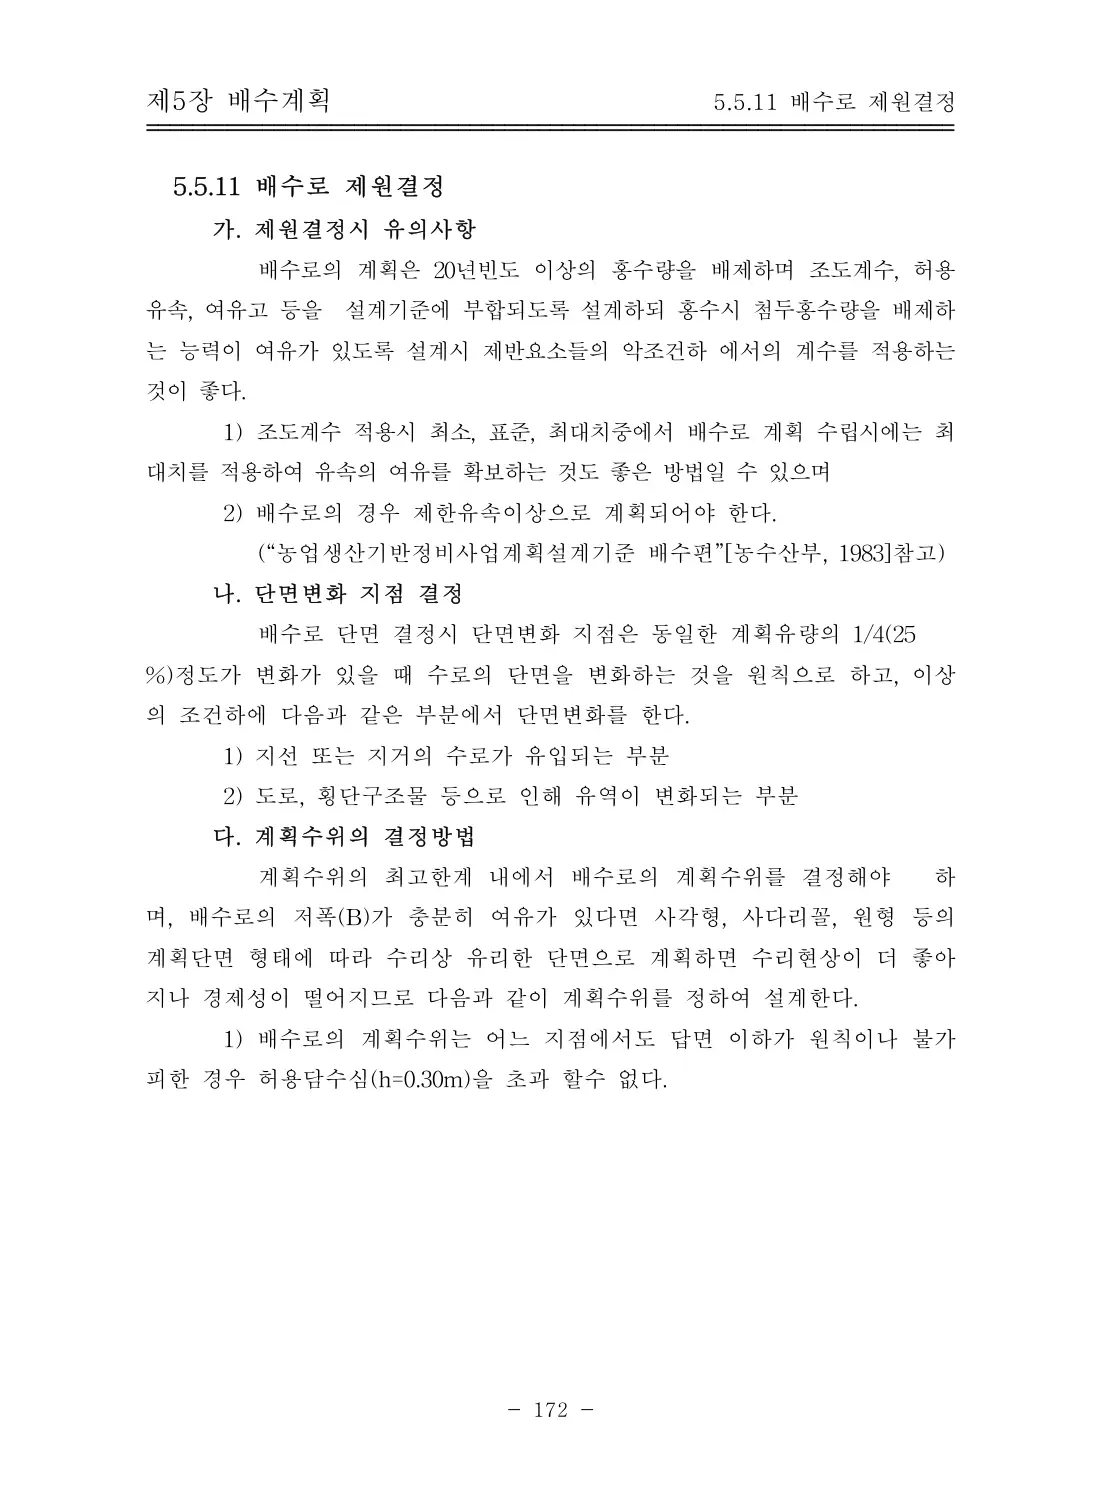 제5장 배수계획
5.5.11 배수로 제원결정
5.5.11 배수로 제원결정
가. 제원결정시 유의사항
배수로의 계획은 20년빈도 이상의 홍수량을 배제하며 조도계수, 허용
유속, 여유고 등을 설계기준에 부합되도록 설계하되 홍수시 첨두홍수량을 배제하
는 능력이 여유가 있도록 설계시 제반요소들의 악조건하 에서의 계수를 적용하는
것이 좋다.
1) 조도계수 적용시 최소, 표준, 최대치중에서 배수로 계획 수립시에는 최
대치를 적용하여 유속의 여유를 확보하는 것도 좋은 방법일 수 있으며
2) 배수로의 경우 제한유속이상으로 계획되어야 한다.
(“농업생산기반정비사업계획설계기준 배수편”[농수산부, 1983]참고)
나. 단면변화 지점 결정
배수로 단면 결정시 단면변화 지점은 동일한 계획유량의 1/4(25
%)정도가 변화가 있을 때 수로의 단면을 변화하는 것을 원칙으로 하고, 이상
의 조건하에 다음과 같은 부분에서 단면변화를 한다.
1) 지선 또는 지거의 수로가 유입되는 부분
2) 도로, 횡단구조물 등으로 인해 유역이 변화되는 부분
다. 계획수위의 결정방법
계획수위의 최고한계 내에서 배수로의 계획수위를 결정해야 하
며, 배수로의 저폭(B)가 충분히 여유가 있다면 사각형, 사다리꼴, 원형 등의
계획단면 형태에 따라 수리상 유리한 단면으로 계획하면 수리현상이 더 좋아
지나 경제성이 떨어지므로 다음과 같이 계획수위를 정하여 설계한다.
1) 배수로의 계획수위는 어느 지점에서도 답면 이하가 원칙이나 불가
피한 경우 허용담수심(h=0.30m)을 초과 할수 없다.
- 172 -